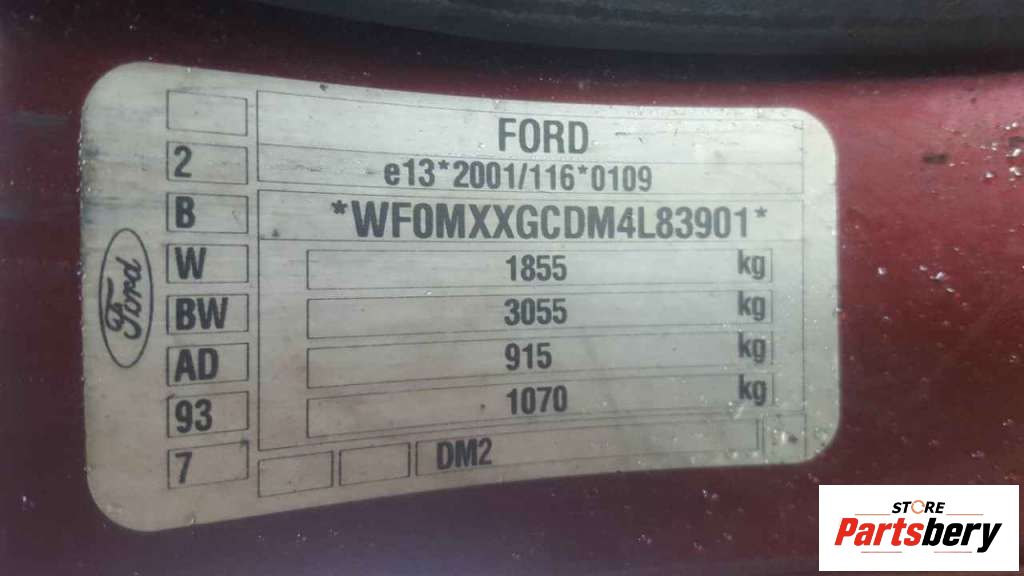 FORD
2 e13*2001/116*0109
B *WF0MXXGCDM4L83901*
W 1855 kg
BW 3055 kg
AD 915 kg
93 1070 kg
7 DM2
Ford
STORE
Partsbery